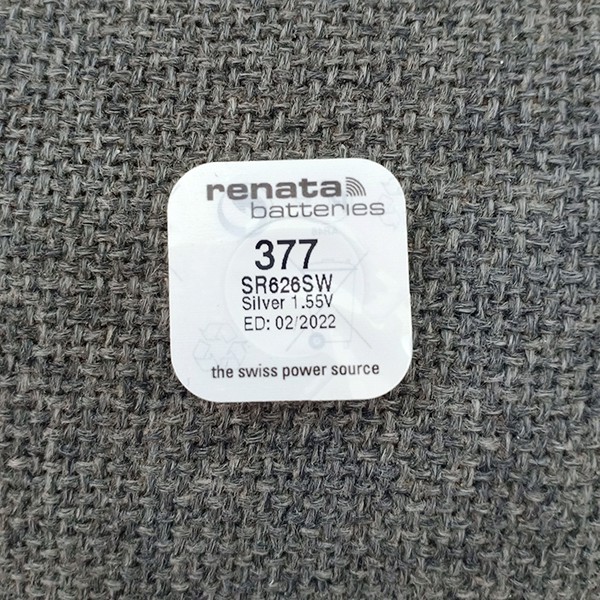 renata
batteries
377
SR626SW
Silver 1.55V
ED: 02/2022
the swiss power source